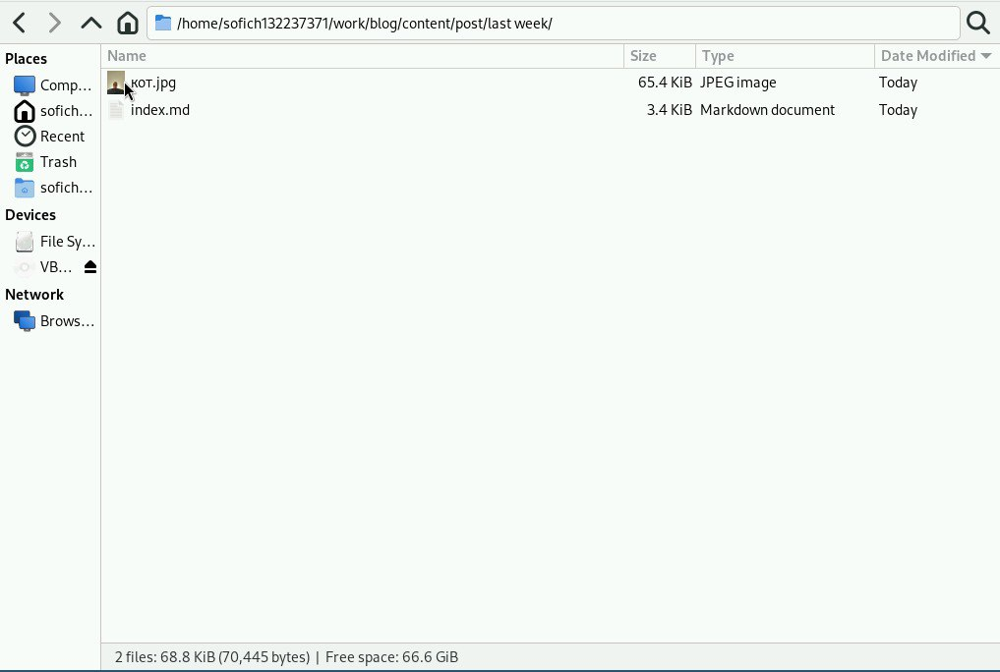 /home/sofich132237371/work/blog/content/post/last week/
Places
Comp...
sofich...
Recent
Trash
sofich...
Devices
File Sy...
VB...
Network
Brows...
Name Size Type Date Modified
кот.jpg 65.4 KiB JPEG image Today
index.md 3.4 KiB Markdown document Today
2 files: 68.8 KiB (70,445 bytes) | Free space: 66.6 GiB